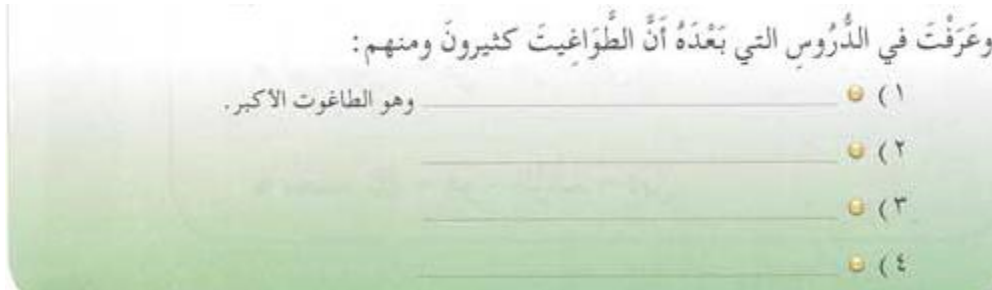 وعَرَفْتَ في الدُّرُوسِ التي بَعْدَهُ أَنَّ الطَّوَاغِيتَ كثيرونَ ومنهم:
١) وهو الطاغوت الأكبر.
٢)
٣)
٤)